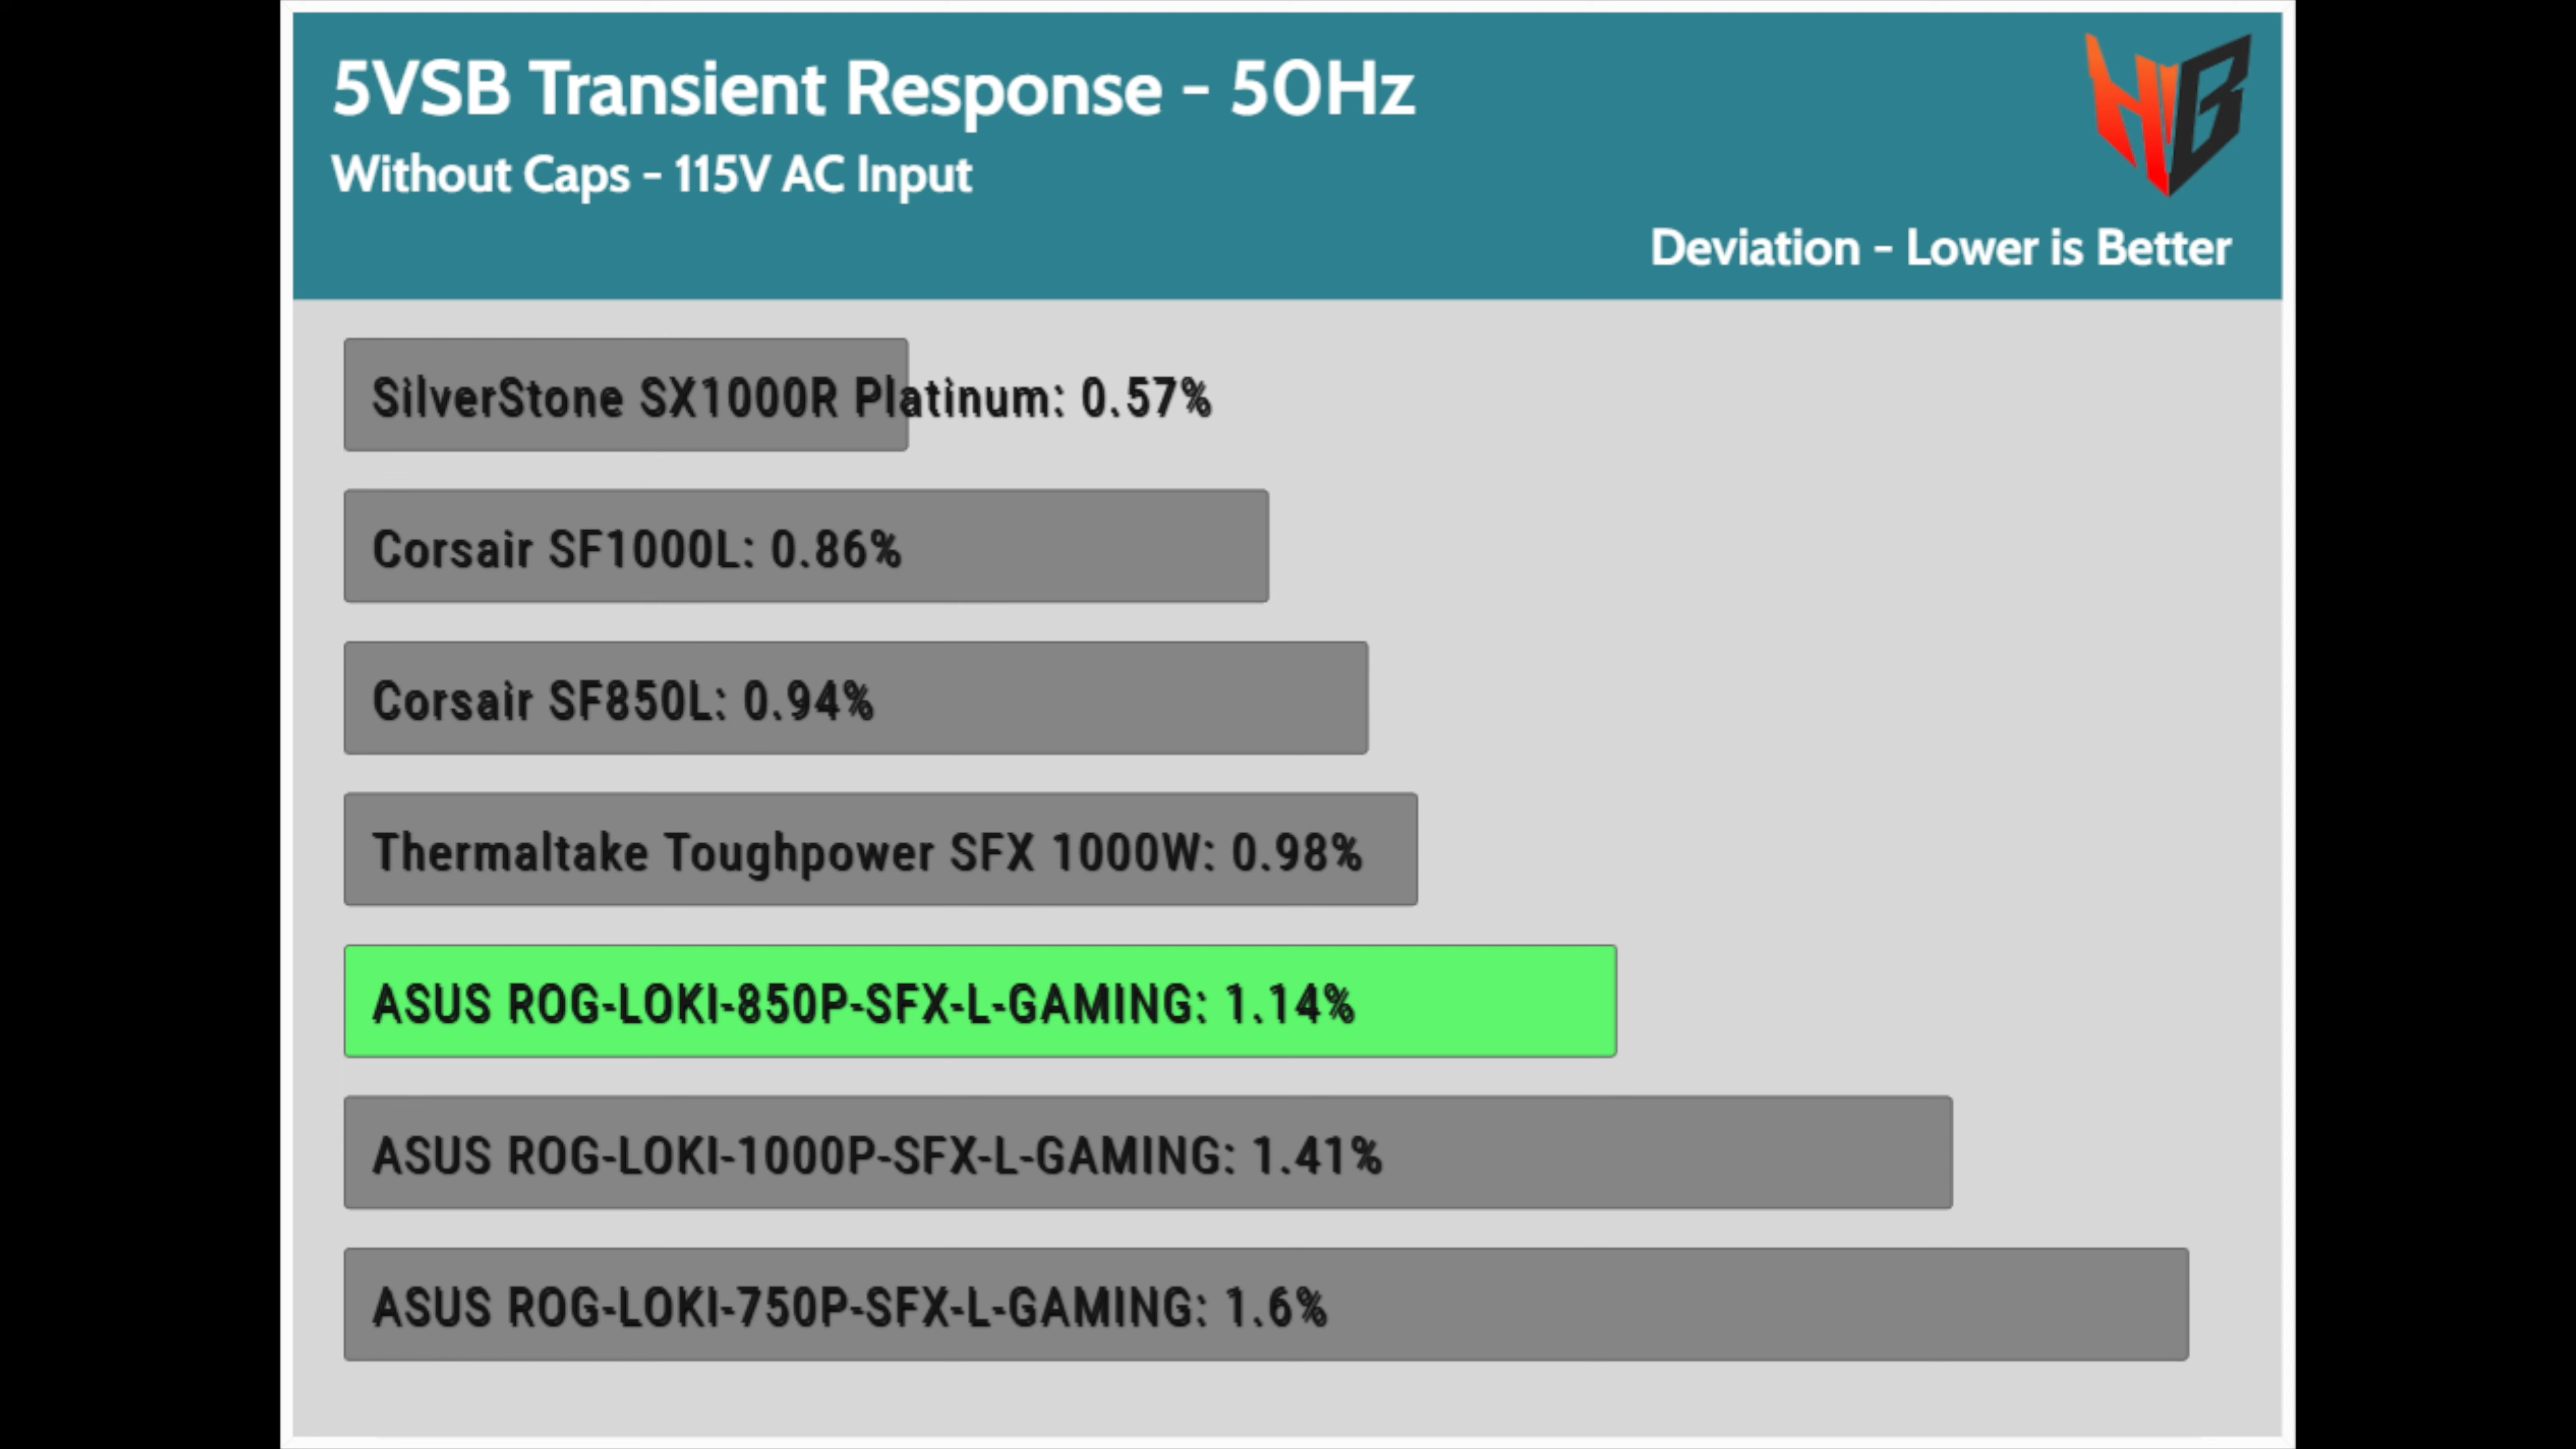 5VSB Transient Response - 50Hz
Without Caps - 115V AC Input
Deviation - Lower is Better
SilverStone SX1000R Platinum: 0.57%
Corsair SF1000L: 0.86%
Corsair SF850L: 0.94%
Thermaltake Toughpower SFX 1000W: 0.98%
ASUS ROG-LOKI-850P-SFX-L-GAMING: 1.14%
ASUS ROG-LOKI-1000P-SFX-L-GAMING: 1.41%
ASUS ROG-LOKI-750P-SFX-L-GAMING: 1.6%